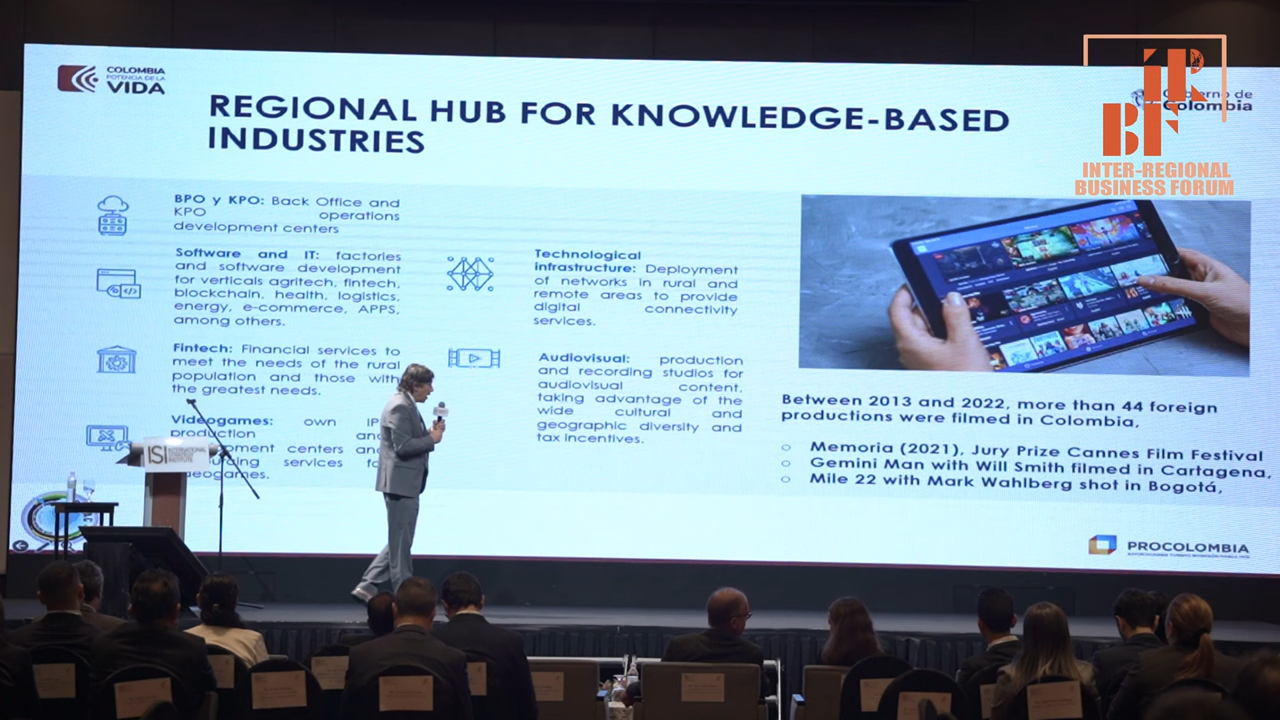 COLOMBIA
POTENCIA DE LA
VIDA
REGIONAL HUB FOR KNOWLEDGE-BASED
INDUSTRIES
de
Colombia
BIRF
INTER-REGIONAL
BUSINESS FORUM
BPO y KPO: Back Office and
KPO operations
development centers
Software and IT: factories
and software development
for verticals agritech, fintech,
blockchain, health, logistics,
energy, e-commerce, APPS,
among others.
Fintech: Financial services to
meet the needs of the rural
population and those with
the greatest needs.
Videogames: own IP
production and
centers and
services
Technological
infrastructure: Deployment
of networks in rural and
remote areas to provide
digital connectivity
services.
Audiovisual: production
and recording studios for
audiovisual content,
taking advantage of the
wide cultural and
geographic diversity and
tax incentives.
Between 2013 and 2022, more than 44 foreign
productions were filmed in Colombia,
○ Memoria (2021), Jury Prize Cannes Film Festival
○ Gemini Man with Will Smith filmed in Cartagena,
○ Mile 22 with Mark Wahlberg shot in Bogotá,
ISI
PROCOLOMBIA